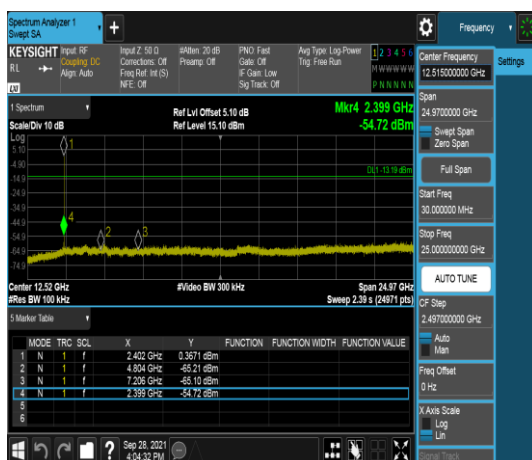 Spectrum Analyzer 1
Swept SA
+
Frequency
KEYSIGHT
RL
Input: RF
Coupling: DC
Align: Auto
Input Z: 50 Ω
Corrections: Off
Freq Ref: Int (S)
NFE: Off
#Atten: 20 dB
Preamp: Off
PNO: Fast
Gate: Off
IF Gain: Low
Sig Track: Off
Avg Type: Log-Power
Trig: Free Run
1 2 3 4 5 6
M W W W W W
P N N N N N
LXI
1 Spectrum
Scale/Div 10 dB
Ref Lvl Offset 5.10 dB
Ref Level 15.10 dBm
Mkr4 2.399 GHz
-54.72 dBm
Log
5.10
-4.90
-14.9
-24.9
-34.9
-44.9
-54.9
-64.9
-74.9
1
4
2
3
DL1 -13.19 dBm
Center 12.52 GHz
#Res BW 100 kHz
#Video BW 300 kHz
Span 24.97 GHz
Sweep 2.39 s (24971 pts)
5 Marker Table
MODE TRC SCL X Y FUNCTION FUNCTION WIDTH FUNCTION VALUE
1 N 1 f 2.402 GHz 0.3671 dBm
2 N 1 f 4.804 GHz -65.21 dBm
3 N 1 f 7.206 GHz -65.10 dBm
4 N 1 f 2.399 GHz -54.72 dBm
5
6
?
Sep 28, 2021
4:04:32 PM
Center Frequency
12.515000000 GHz
Settings
Span
24.9700000 GHz
Swept Span
Zero Span
Full Span
Start Freq
30.000000 MHz
Stop Freq
25.000000000 GHz
AUTO TUNE
CF Step
2.497000000 GHz
Auto
Man
Freq Offset
0 Hz
X Axis Scale
Log
Lin
Signal Track